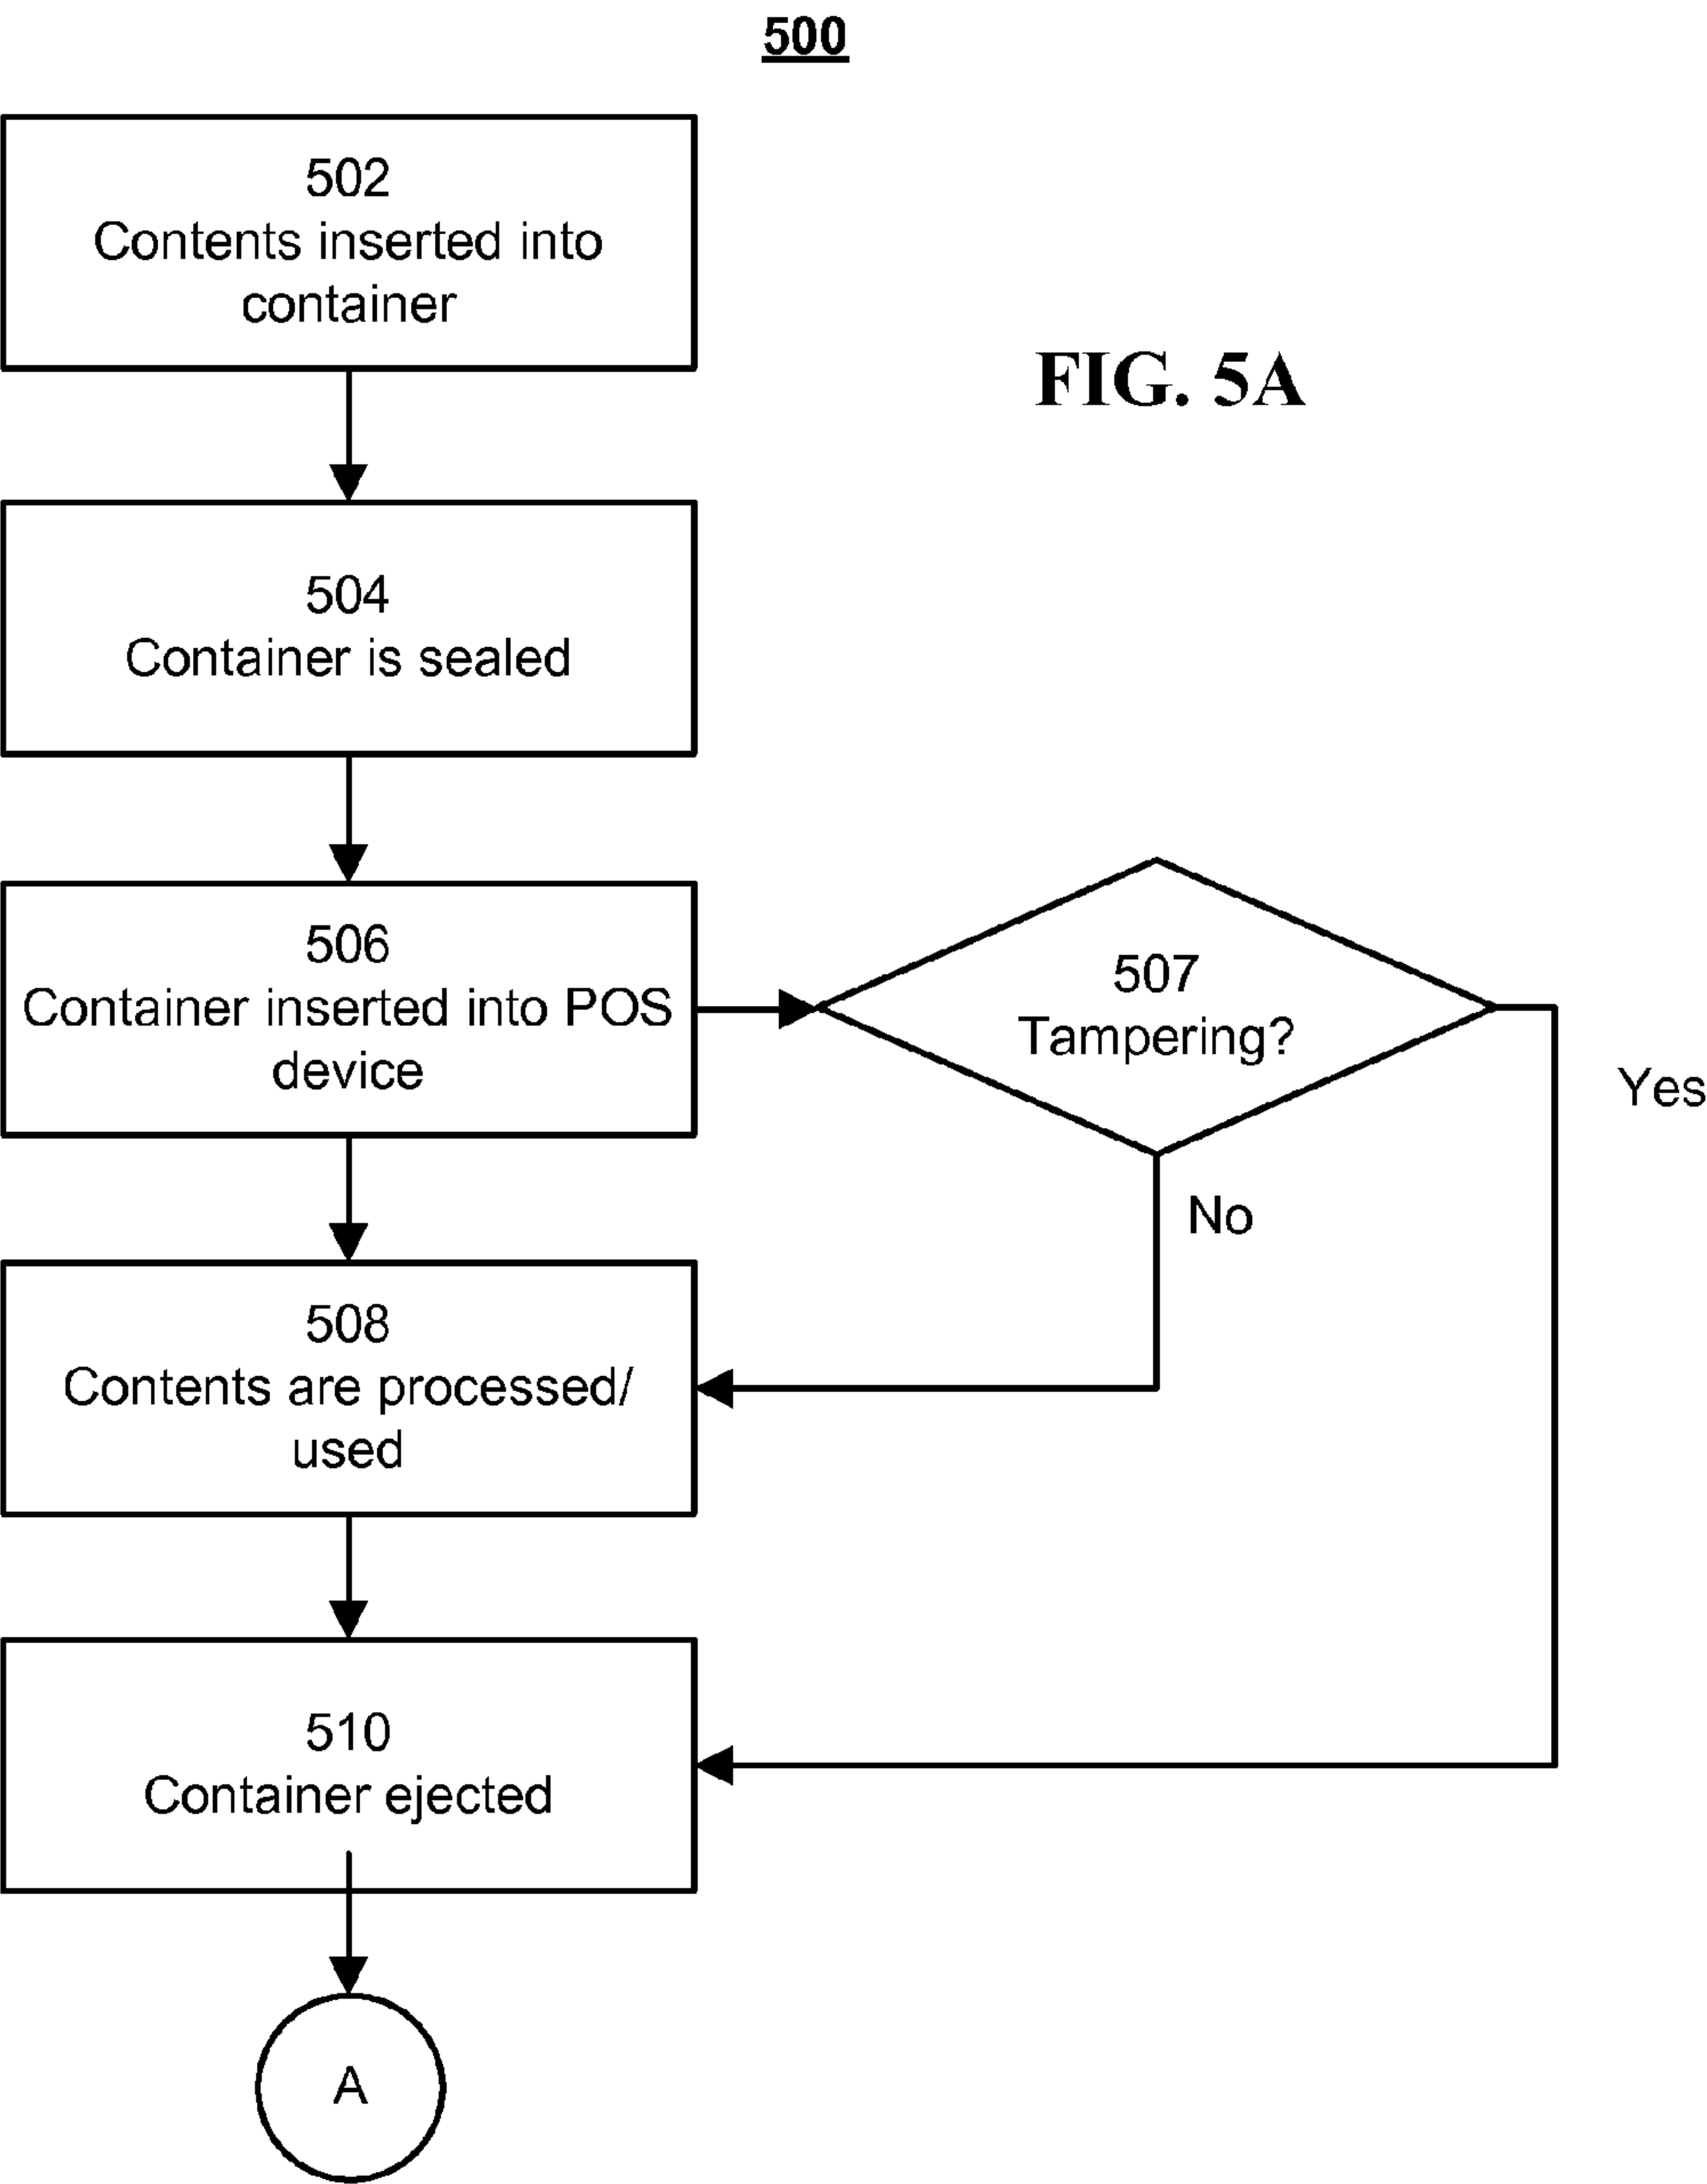 500
502
Contents inserted into
container
FIG. 5A
504
Container is sealed
506
Container inserted into POS
device
507
Tampering?
Yes
No
508
Contents are processed/
used
510
Container ejected
A